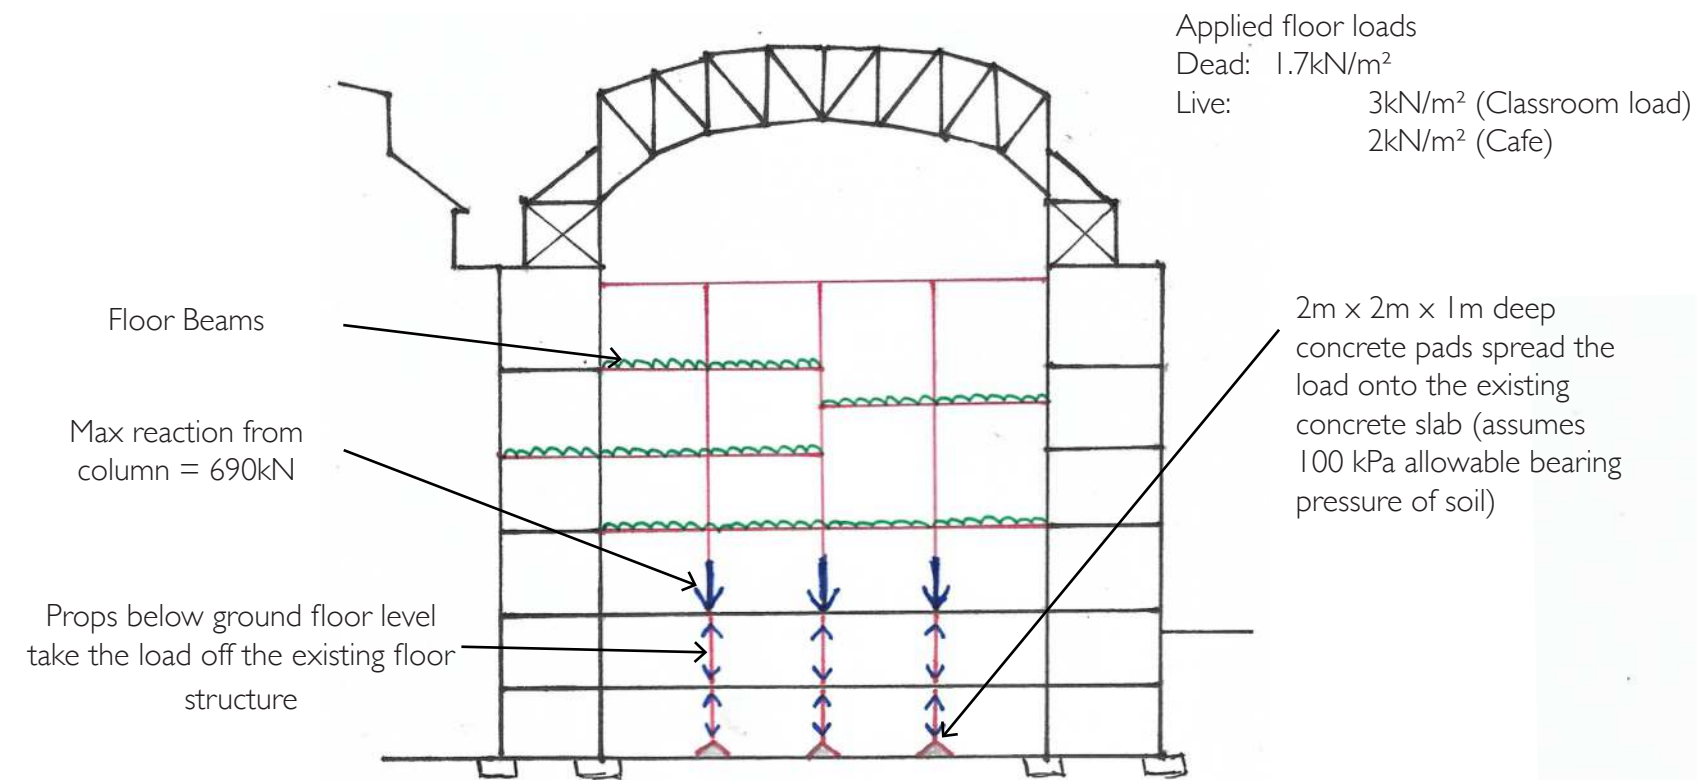 Applied floor loads
Dead: 1.7kN/m²
Live: 3kN/m² (Classroom load)
2kN/m² (Cafe)
Floor Beams
Max reaction from
column = 690kN
Props below ground floor level
take the load off the existing floor
structure
2m x 2m x 1m deep
concrete pads spread the
load onto the existing
concrete slab (assumes
100 kPa allowable bearing
pressure of soil)